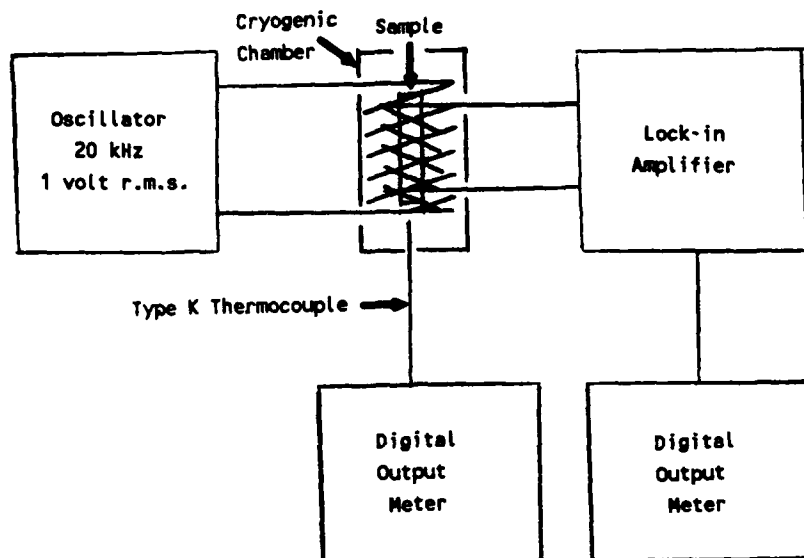 Cryogenic
Chamber
Sample
Oscillator
20 kHz
1 volt r.m.s.
Lock-in
Amplifier
Type K Thermocouple
Digital
Output
Meter
Digital
Output
Meter